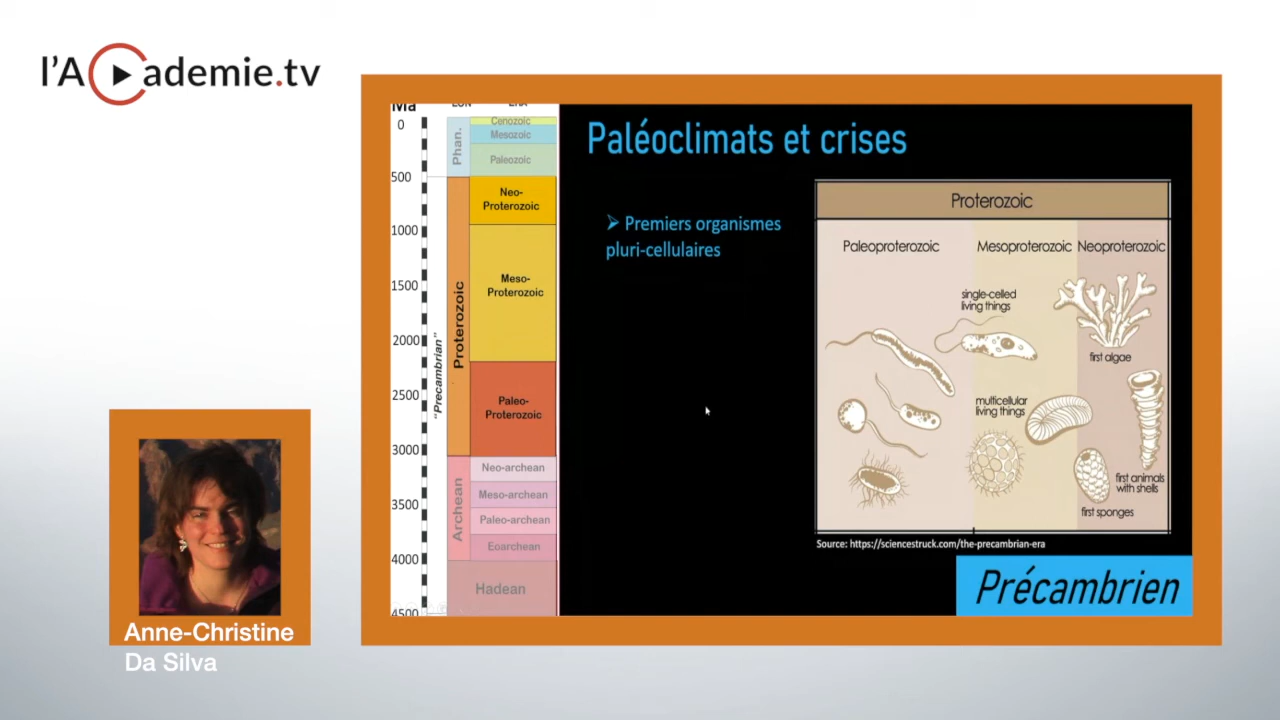 l'Academie.tv
Ma
EON
ERA
0
500
1000
1500
2000
2500
3000
3500
4000
4500
"Precambrian"
Phan.
Proterozoic
Archean
Cenozoic
Mesozoic
Paleozoic
Neo-
Proterozoic
Meso-
Proterozoic
Paleo-
Proterozoic
Neo-archean
Meso-archean
Paleo-archean
Eoarchean
Hadean
Paléoclimats et crises
➢ Premiers organismes
pluri-cellulaires
Proterozoic
Paleoproterozoic
Mesoproterozoic
Neoproterozoic
single-celled
living things
first algae
multicellular
living things
first animals
with shells
first sponges
Source: https://sciencestruck.com/the-precambrian-era
Précambrien
Anne-Christine
Da Silva